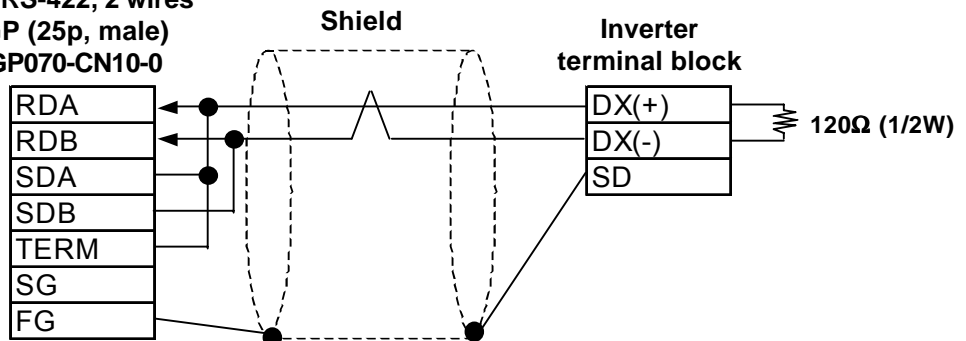 RS-422, 2 wires
GP (25p, male)
GP070-CN10-0
Shield
Inverter
terminal block
RDA
RDB
SDA
SDB
TERM
SG
FG
DX(+)
DX(-)
SD
120Ω (1/2W)